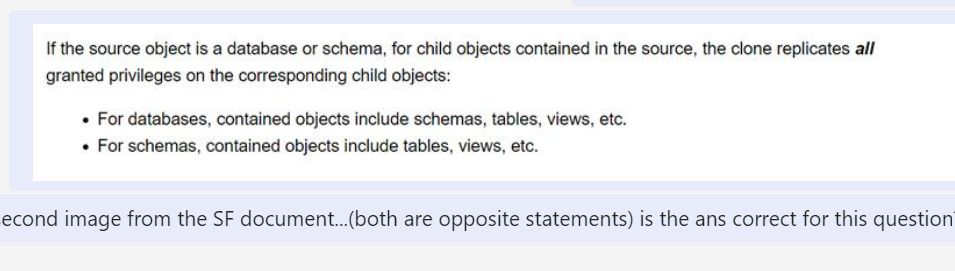 If the source object is a database or schema, for child objects contained in the source, the clone replicates all
granted privileges on the corresponding child objects:
• For databases, contained objects include schemas, tables, views, etc.
• For schemas, contained objects include tables, views, etc.
image from the SF document...(both are opposite statements) is the ans correct for this question